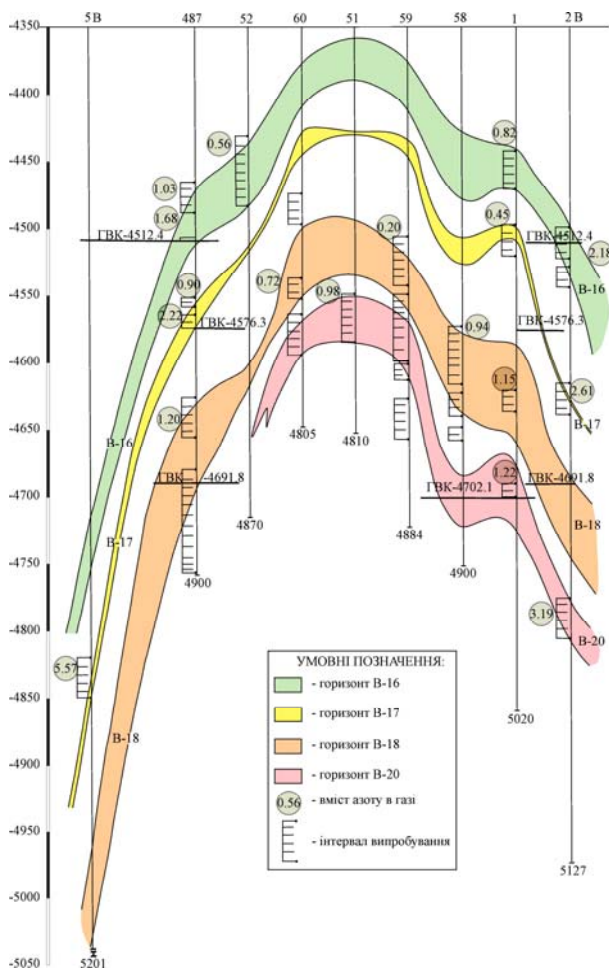 5 В 487 52 60 51 59 58 1 2 В
-4350
-4400
-4450
-4500
-4550
-4600
-4650
-4700
-4750
-4800
-4850
-4900
-4950
-5000
-5050
0.56
0.82
1.03
1.68
0.45
0.20
ГВК-4512.4
ГВК-4512.4
2.18
В-16
0.90
0.72
0.98
2.22
ГВК-4576.3
ГВК-4576.3
0.94
1.15
2.61
В-17
1.20
В-16
4805
4810
ГВК -4691.8
1.22
ГВК-4691.8
ГВК-4702.1
4870
4884
В-18
В-17
4900
4900
3.19
В-20
5.57
В-18
5020
5127
5201
УМОВНІ ПОЗНАЧЕННЯ:
- горизонт В-16
- горизонт В-17
- горизонт В-18
- горизонт В-20
0.56 - вміст азоту в газі
- інтервал випробування